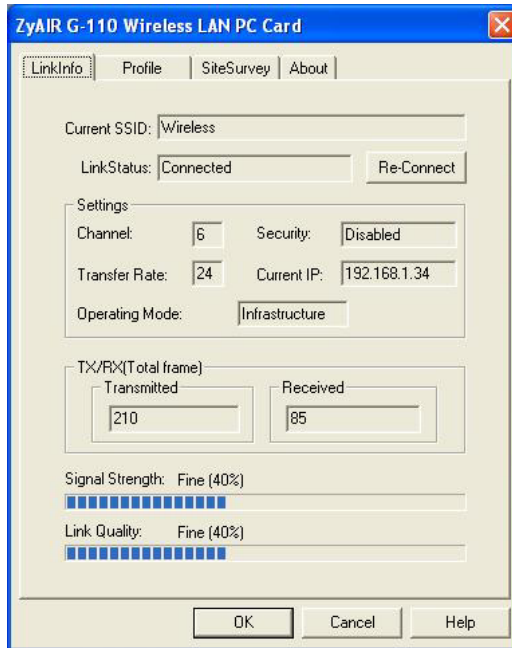 ZyAIR G-110 Wireless LAN PC Card
LinkInfo Profile SiteSurvey About
Current SSID: Wireless
LinkStatus: Connected Re-Connect
Settings
Channel: 6 Security: Disabled
Transfer Rate: 24 Current IP: 192.168.1.34
Operating Mode: Infrastructure
TX/RX(Total frame)
Transmitted Received
210 85
Signal Strength: Fine (40%)
Link Quality: Fine (40%)
OK Cancel Help